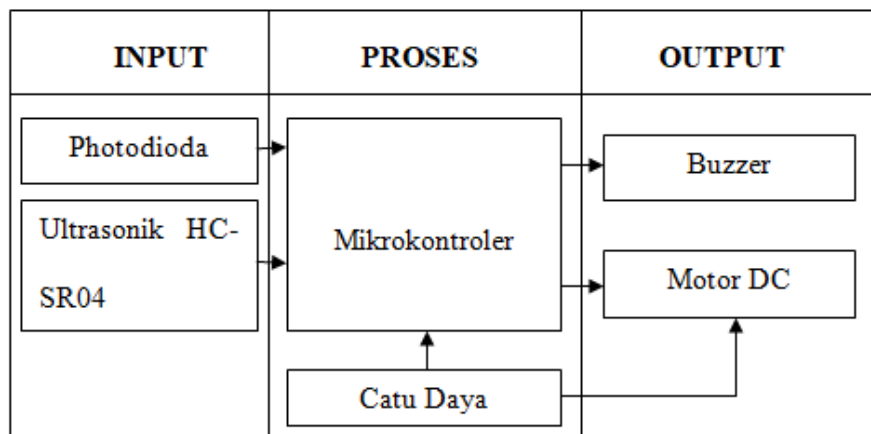 INPUT
PROSES
OUTPUT
Photodioda
Ultrasonik HC-
SR04
Mikrokontroler
Catu Daya
Buzzer
Motor DC